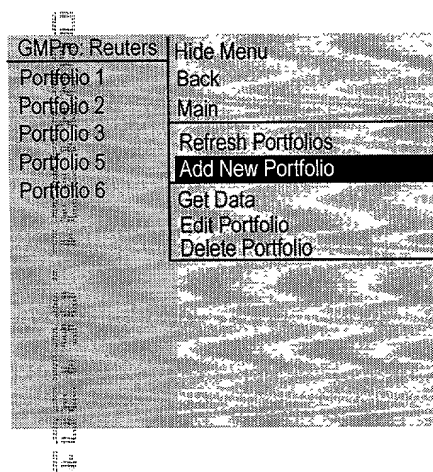 GMPro: Reuters
Portfolio 1
Portfolio 2
Portfolio 3
Portfolio 5
Portfolio 6
Hide Menu
Back
Main
Refresh Portfolios
Add New Portfolio
Get Data
Edit Portfolio
Delete Portfolio